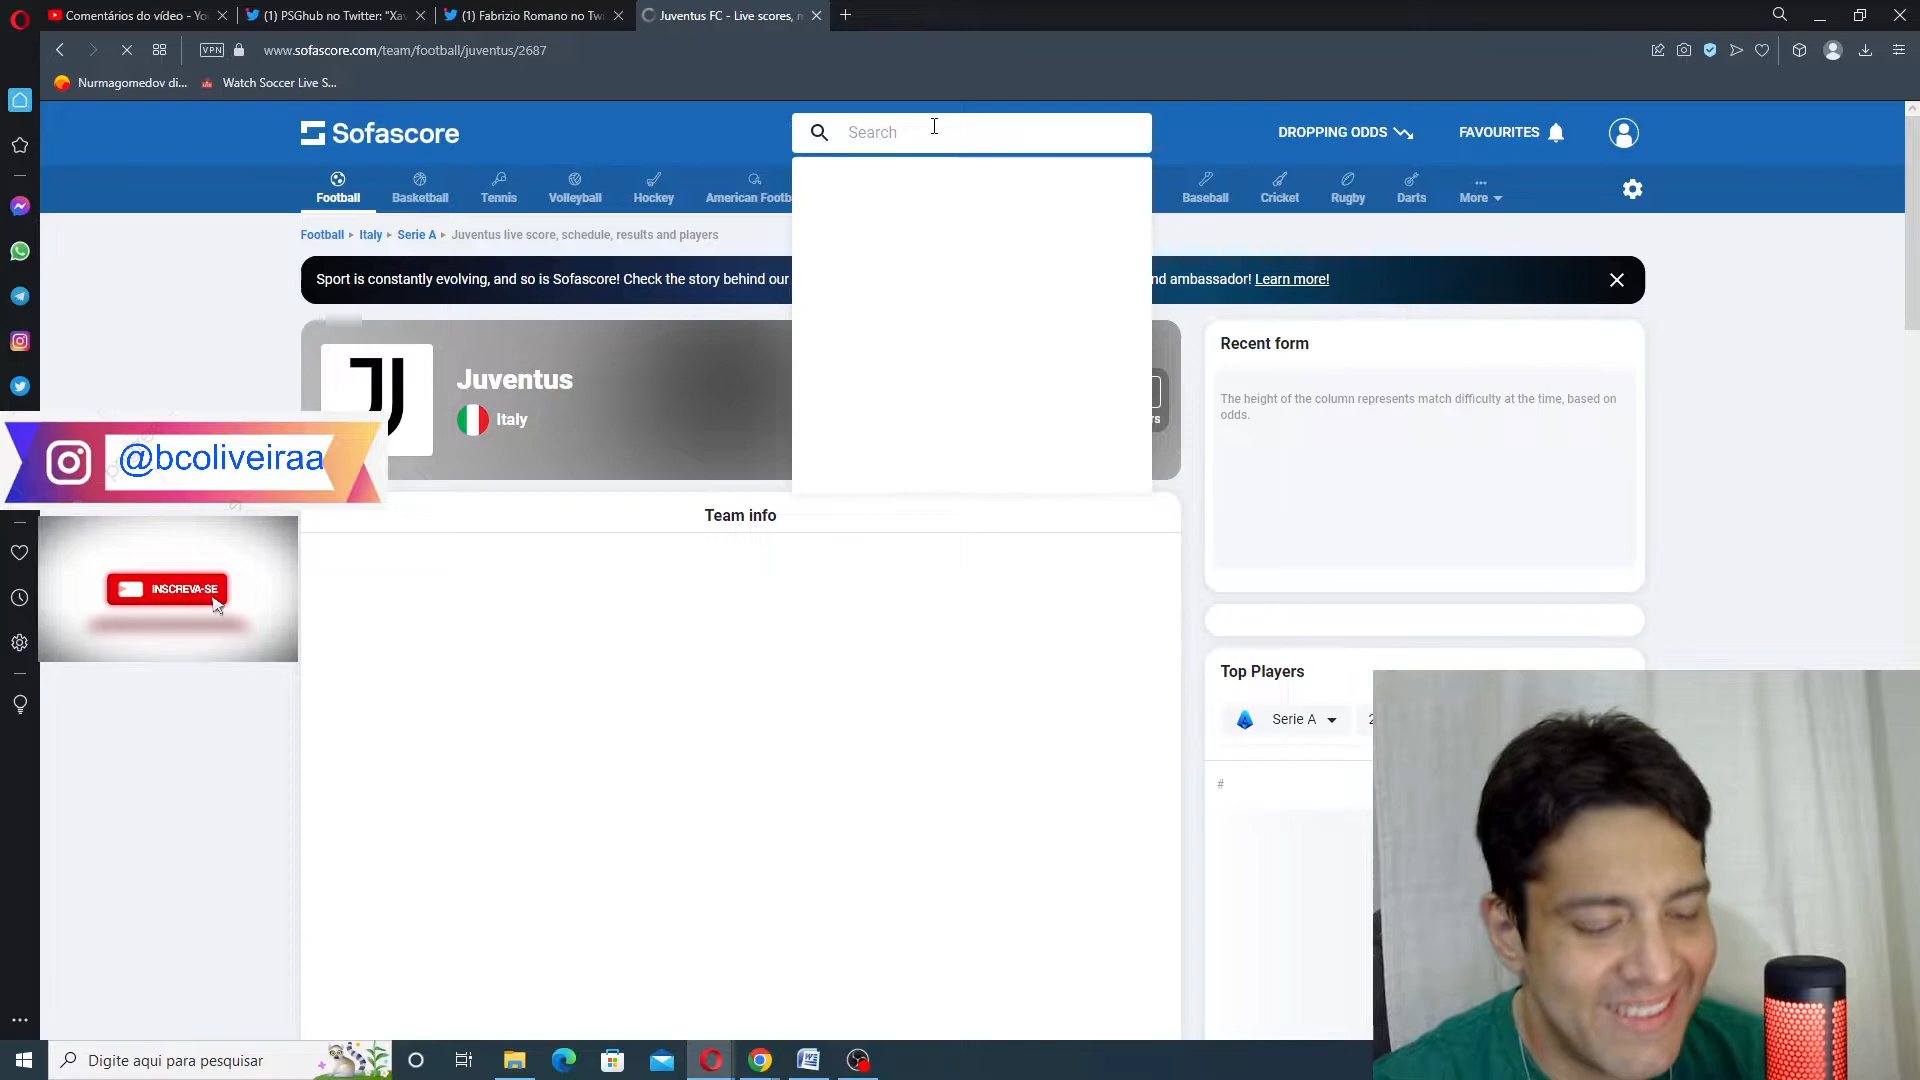 Comentários do vídeo - Yo
(1) PSGhub no Twitter: "Xav
(1) Fabrizio Romano no Tw
Juventus FC - Live scores, r
VPN
www.sofascore.com/team/football/juventus/2687
Nurmagomedov di...
Watch Soccer Live S...
Sofascore
Search
DROPPING ODDS
FAVOURITES
Football
Basketball
Tennis
Volleyball
Hockey
American Footb
Baseball
Cricket
Rugby
Darts
More
Football
Italy
Serie A
Juventus live score, schedule, results and players
Sport is constantly evolving, and so is Sofascore! Check the story behind our
nd ambassador! Learn more!
Juventus
Italy
rs
Recent form
The height of the column represents match difficulty at the time, based on
odds.
@bcoliveiraa
Team info
INSCREVA-SE
Top Players
Serie A
2
#
Digite aqui para pesquisar